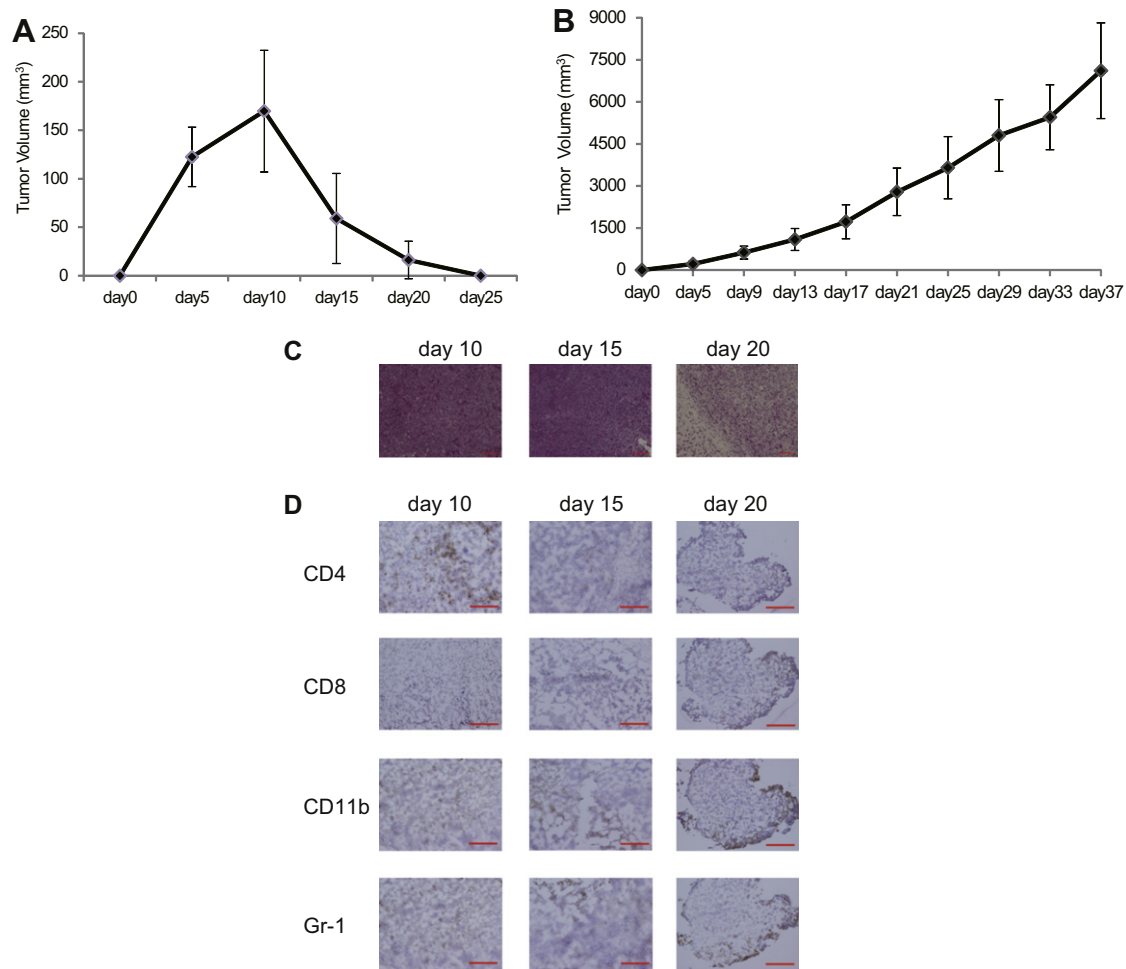 A
Tumor Volume (mm³)
250
200
150
100
50
0
day0 day5 day10 day15 day20 day25
B
Tumor Volume (mm³)
9000
7500
6000
4500
3000
1500
0
day0 day5 day9 day13 day17 day21 day25 day29 day33 day37
C
day 10 day 15 day 20
D
day 10 day 15 day 20
CD4
CD8
CD11b
Gr-1